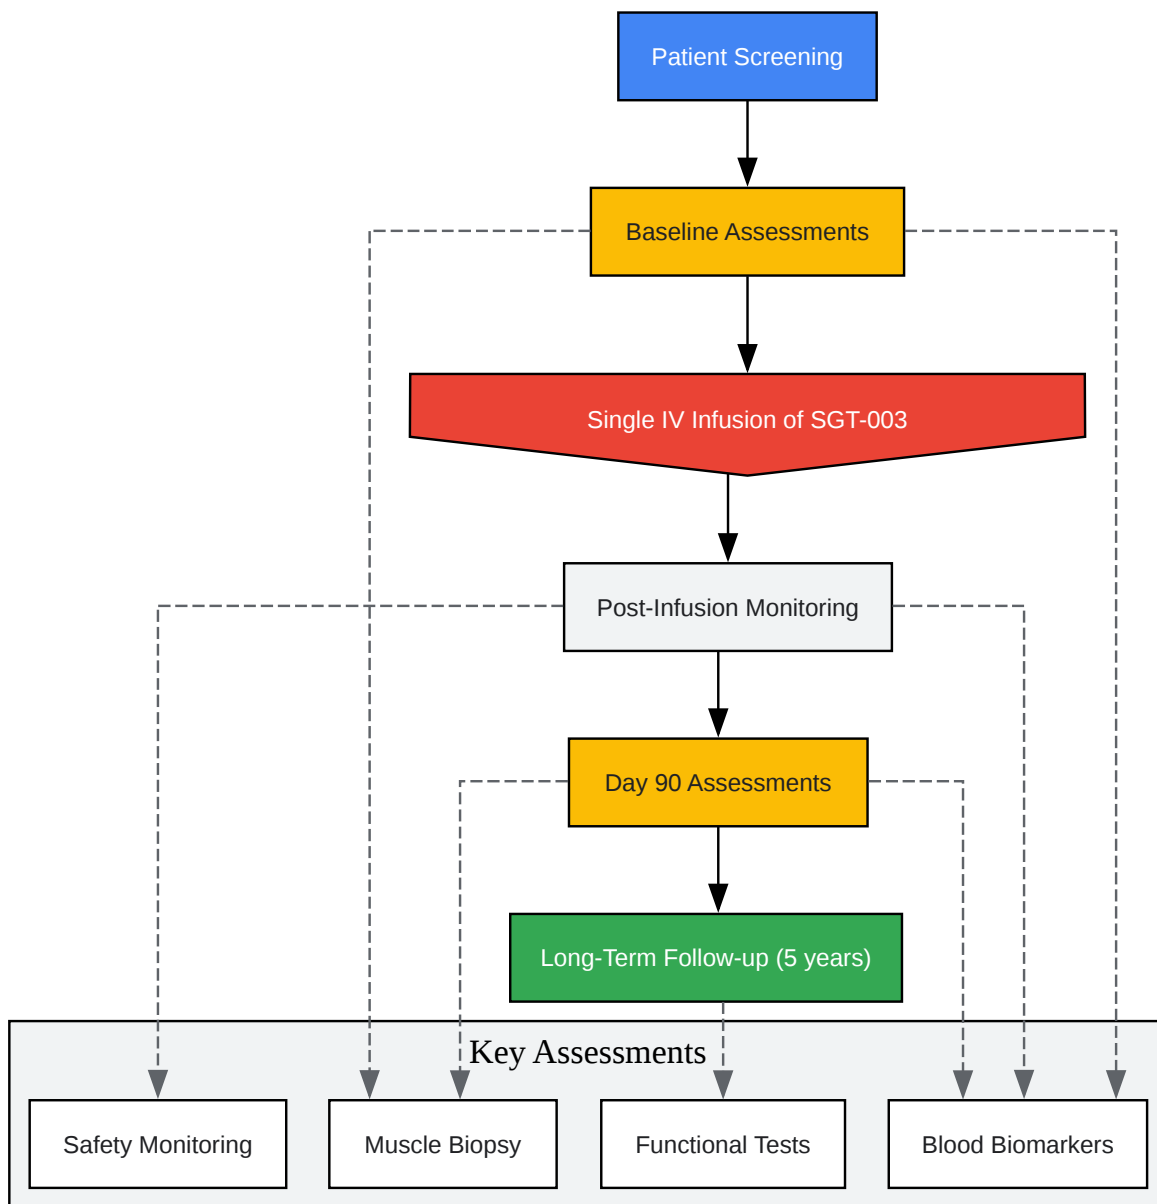 Patient Screening
Baseline Assessments
Single IV Infusion of SGT-003
Post-Infusion Monitoring
Day 90 Assessments
Long-Term Follow-up (5 years)
Key Assessments
Safety Monitoring
Muscle Biopsy
Functional Tests
Blood Biomarkers